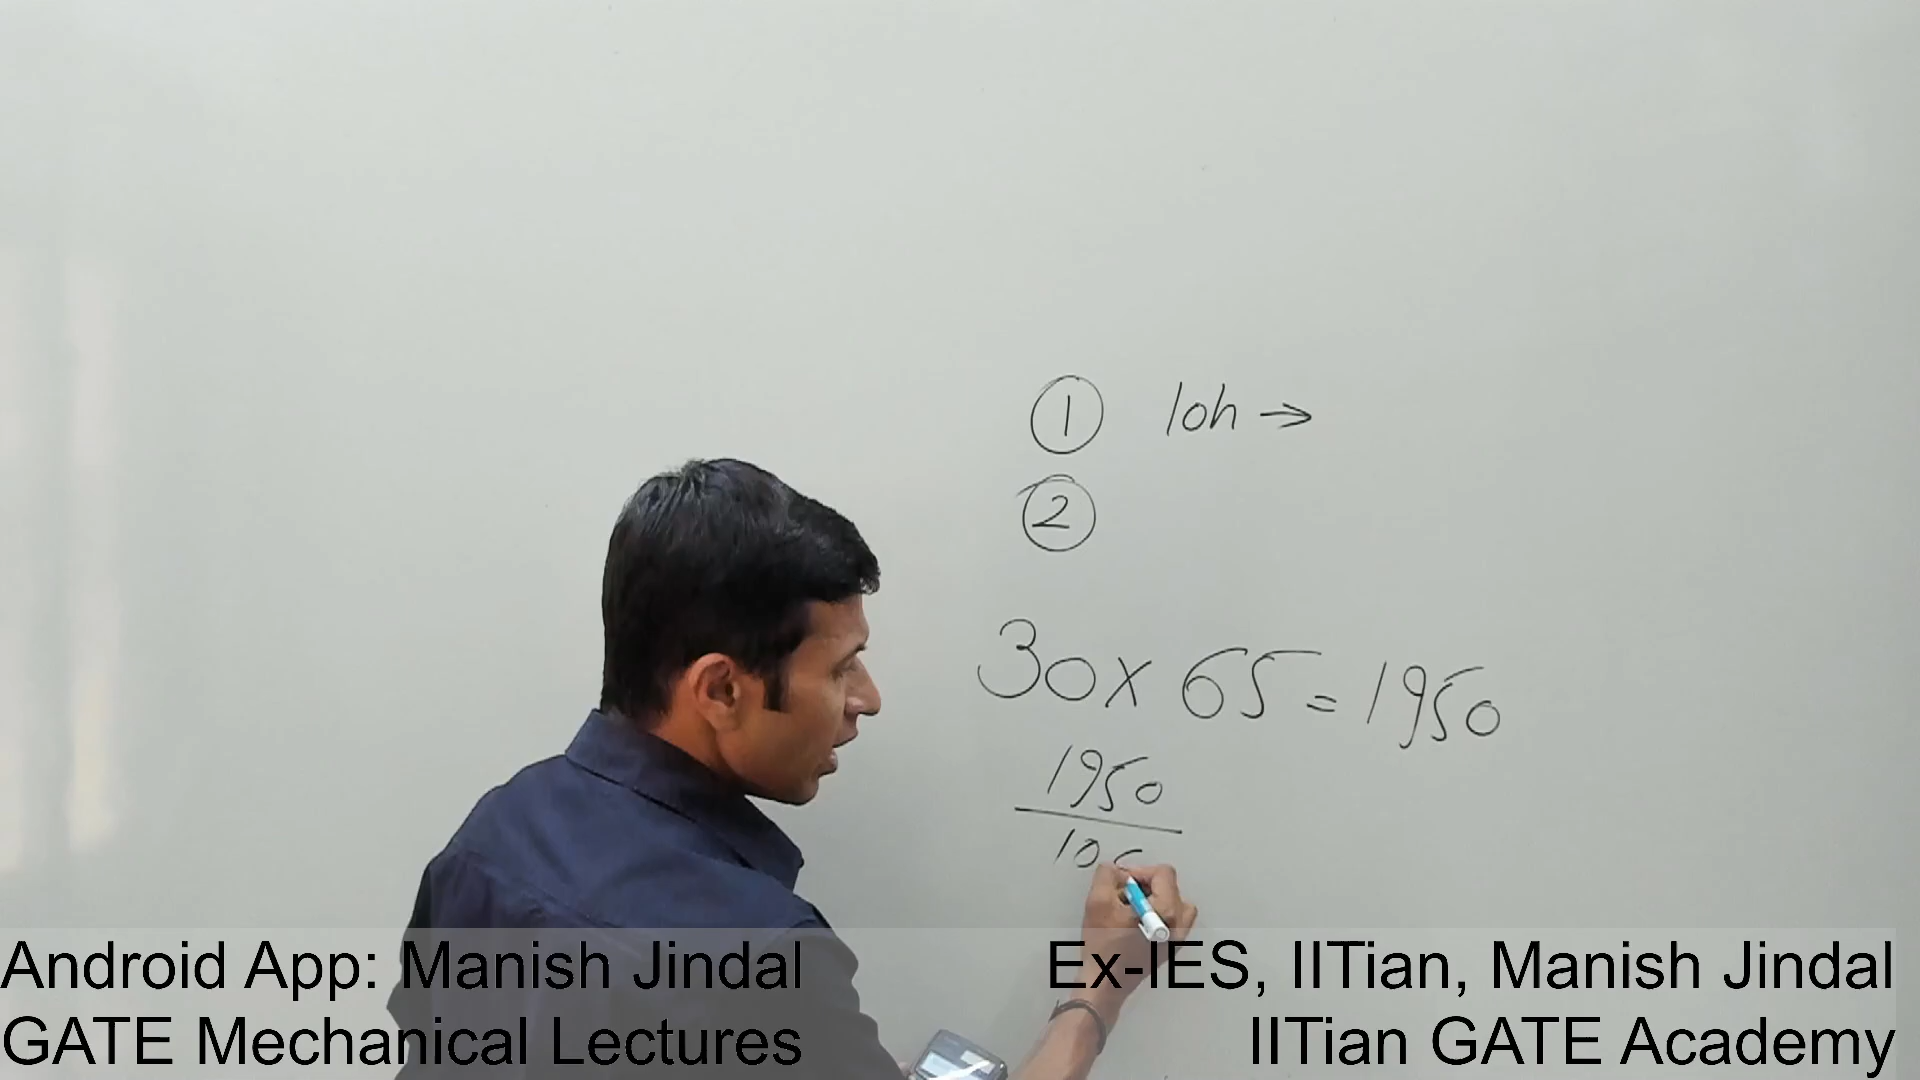 ① 10h →
②
30 x 65 = 1950
1950
Android App: Manish Jindal
GATE Mechanical Lectures
Ex-IES, IITian, Manish Jindal
IITian GATE Academy